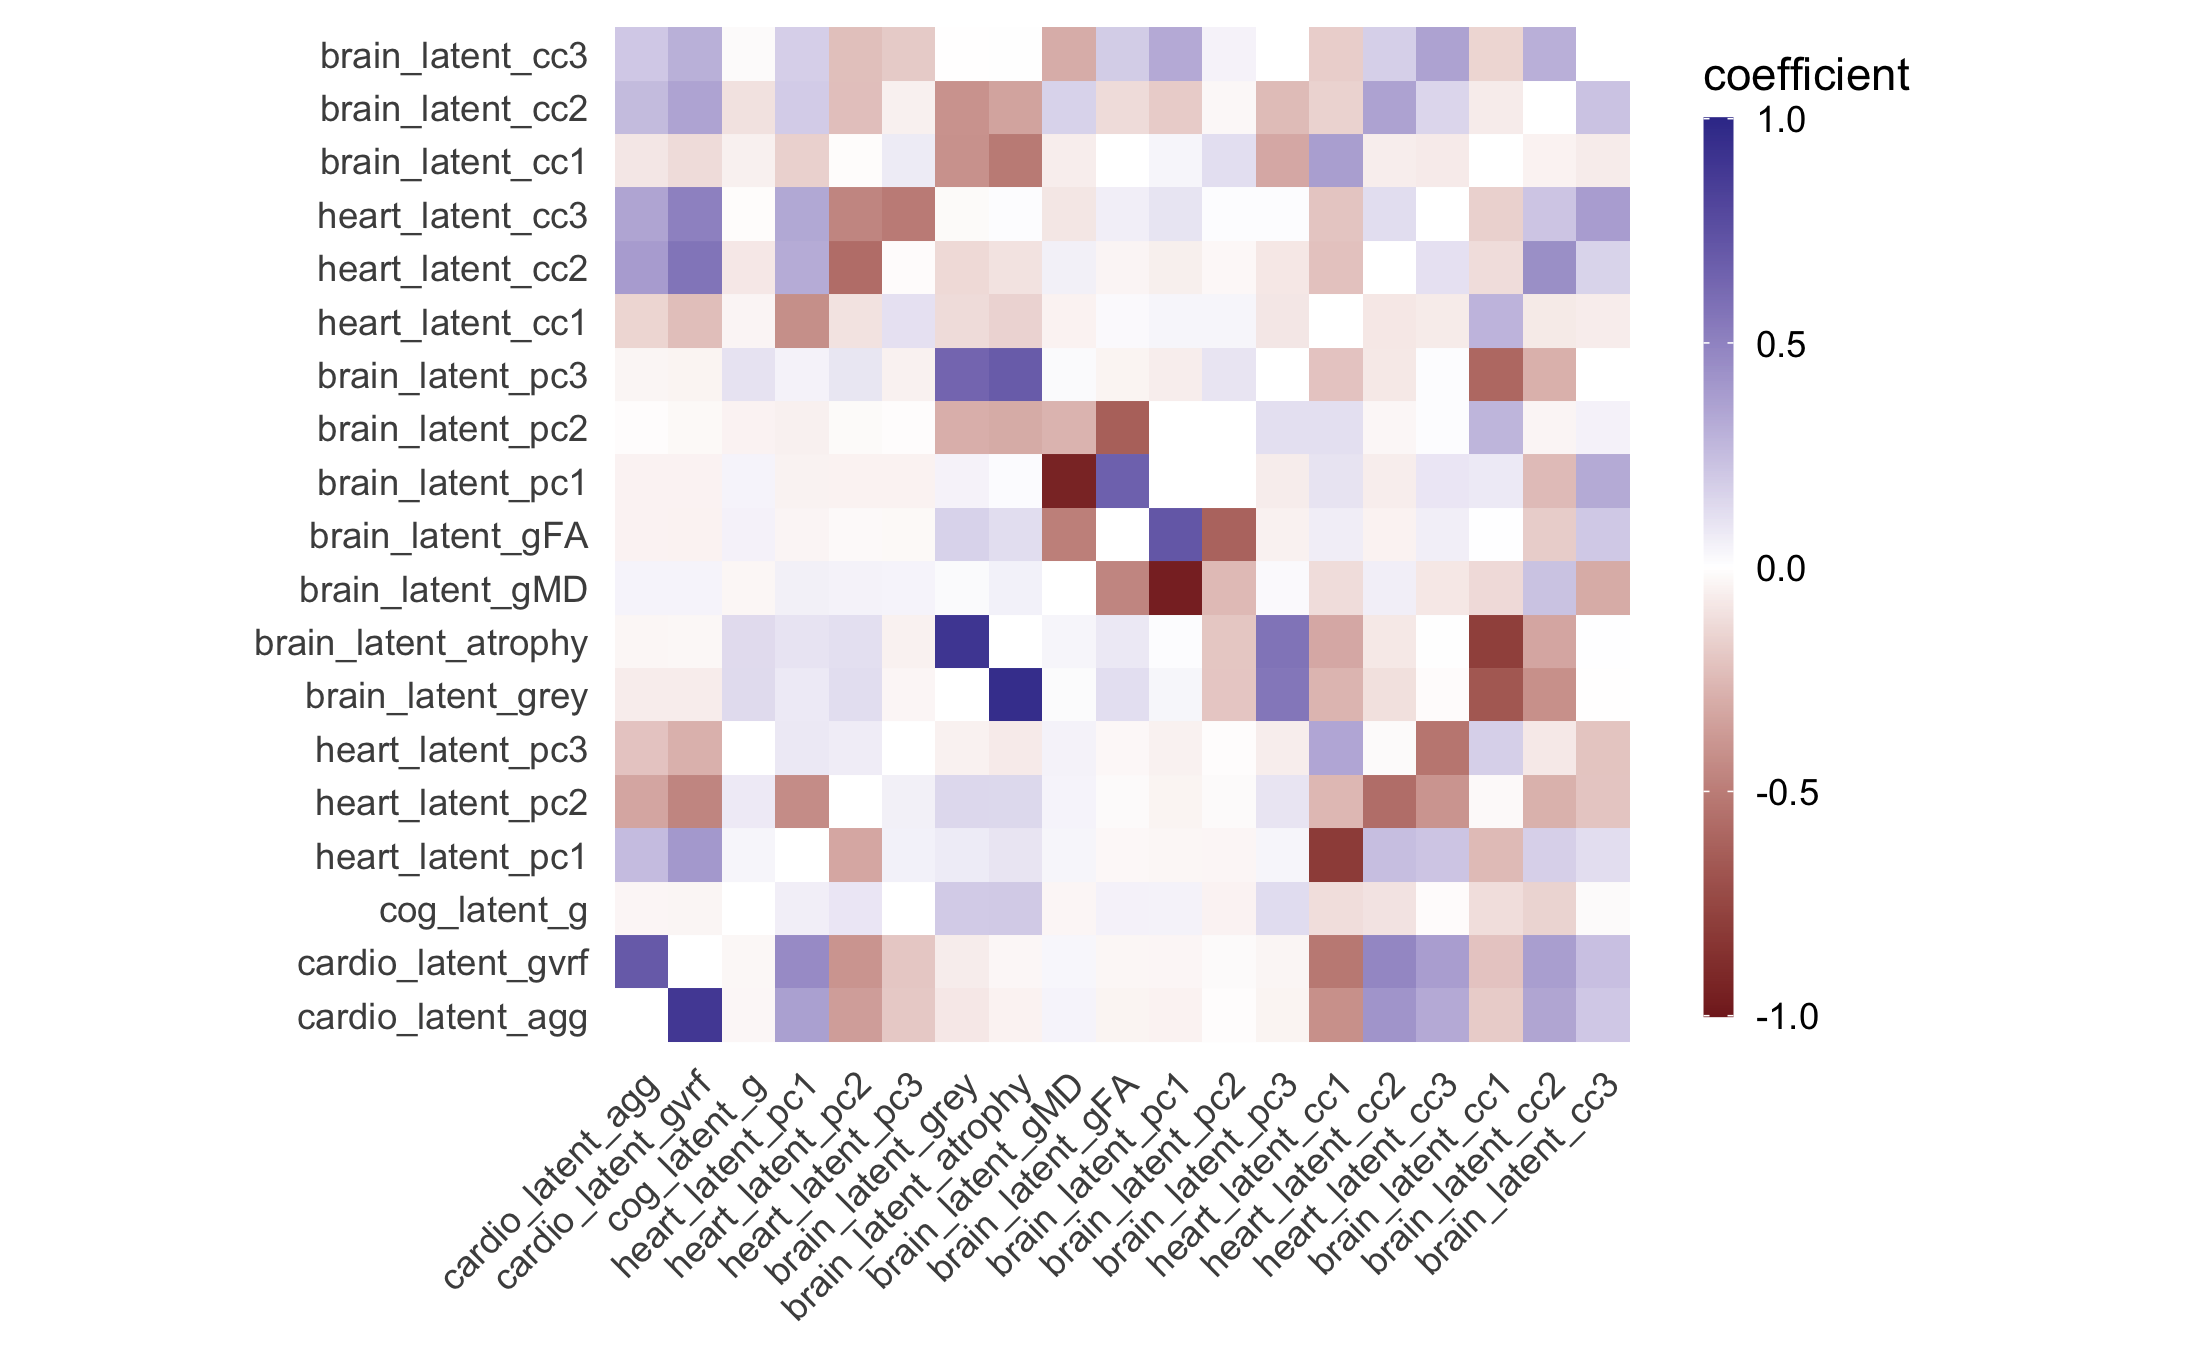 brain_latent_cc3
brain_latent_cc2
brain_latent_cc1
heart_latent_cc3
heart_latent_cc2
heart_latent_cc1
brain_latent_pc3
brain_latent_pc2
brain_latent_pc1
brain_latent_gFA
brain_latent_gMD
brain_latent_atrophy
brain_latent_grey
heart_latent_pc3
heart_latent_pc2
heart_latent_pc1
cog_latent_g
cardio_latent_gvrf
cardio_latent_agg
cardio_latent_agg
cardio_latent_gvrf
cog_latent_g
heart_latent_pc1
heart_latent_pc2
heart_latent_pc3
brain_latent_grey
brain_latent_atrophy
brain_latent_gMD
brain_latent_gFA
brain_latent_pc1
brain_latent_pc2
brain_latent_pc3
heart_latent_cc1
heart_latent_cc2
heart_latent_cc3
brain_latent_cc1
brain_latent_cc2
brain_latent_cc3
coefficient
1.0
0.5
0.0
-0.5
-1.0